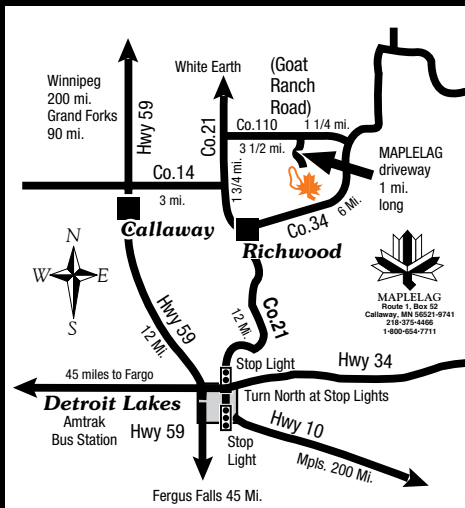 Winnipeg
200 mi.
Grand Forks
90 mi.
Hwy 59
White Earth
Co.21
(Goat
Ranch
Road)
Co.110
1 1/4 mi.
3 1/2 mi.
MAPLELAG
driveway
1 mi.
long
Co.14
3 mi.
1 3/4 mi.
Callaway
Richwood
Co.34
6 Mi.
N
W
E
S
MAPLELAG
Route 1, Box 52
Callaway, MN 56521-9741
218-375-4466
1-800-654-7711
Hwy 59
12 Mi.
Co.21
12 Mi.
Stop Light
Hwy 34
45 miles to Fargo
Detroit Lakes
Turn North at Stop Lights
Amtrak
Bus Station
Hwy 59
Stop
Light
Hwy 10
Mpls. 200 Mi.
Fergus Falls 45 Mi.